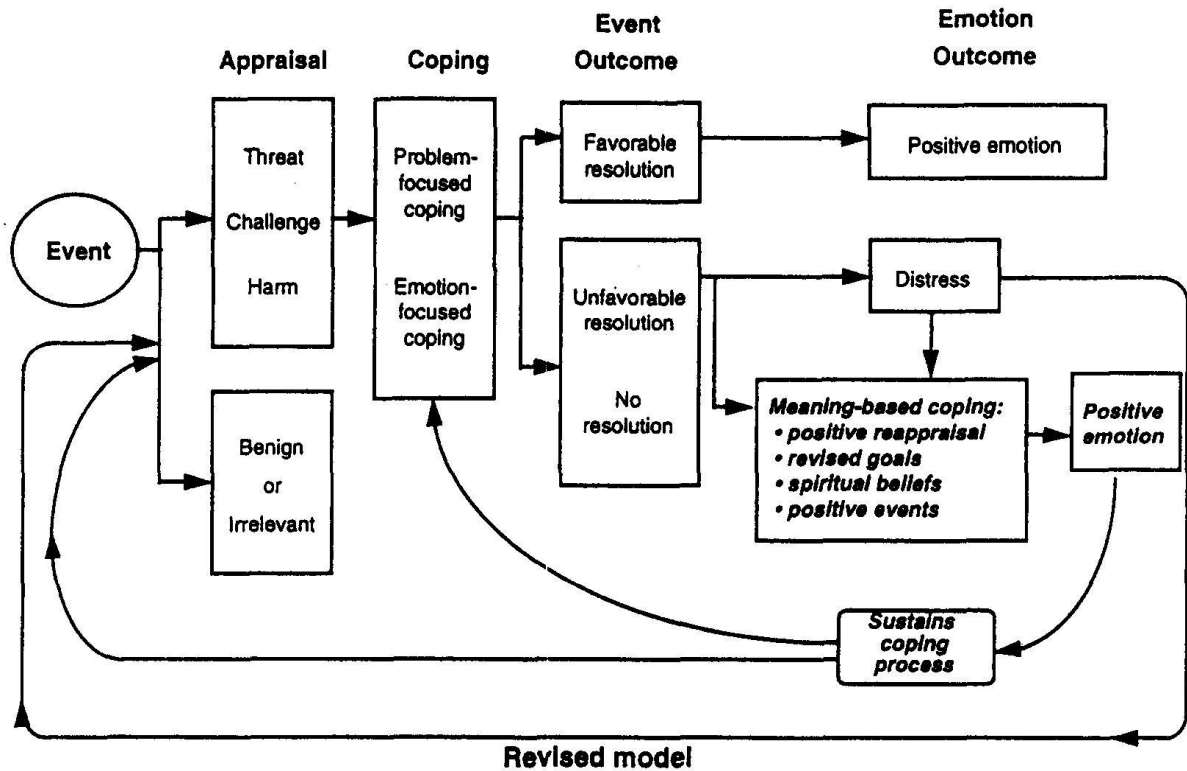 Appraisal
Coping
Event
Outcome
Emotion
Outcome
Event
Threat
Challenge
Harm
Benign
or
Irrelevant
Problem-
focused
coping
Emotion-
focused
coping
Favorable
resolution
Unfavorable
resolution
No
resolution
Positive emotion
Distress
Meaning-based coping:
• positive reappraisal
• revised goals
• spiritual beliefs
• positive events
Positive
emotion
Sustains
coping
process
Revised model